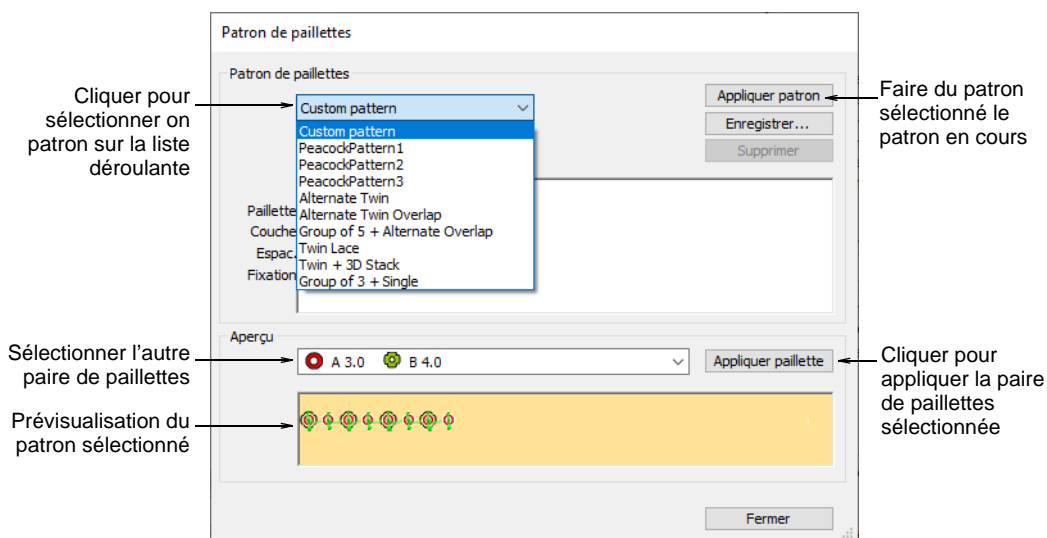 Patron de paillettes
Patron de paillettes
Cliquer pour
sélectionner on
patron sur la liste
déroulante
Custom pattern
Custom pattern
PeacockPattern1
PeacockPattern2
PeacockPattern3
Alternate Twin
Alternate Twin Overlap
Group of 5 + Alternate Overlap
Twin Lace
Twin + 3D Stack
Group of 3 + Single
Appliquer patron
Enregistrer...
Supprimer
Faire du patron
sélectionné le
patron en cours
Paillette
Couche
Espac.
Fixation
Aperçu
Sélectionner l’autre
paire de paillettes
A 3.0 B 4.0
Appliquer paillette
Cliquer pour
appliquer la paire
de paillettes
sélectionnée
Prévisualisation du
patron sélectionné
Fermer